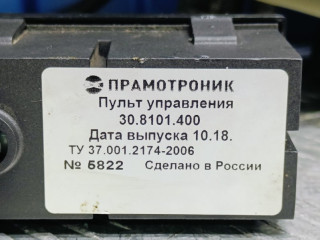 ПРАМОТРОНИК
Пульт управления
30.8101.400
Дата выпуска 10.18.
ТУ 37.001.2174-2006
№ 5822 Сделано в России